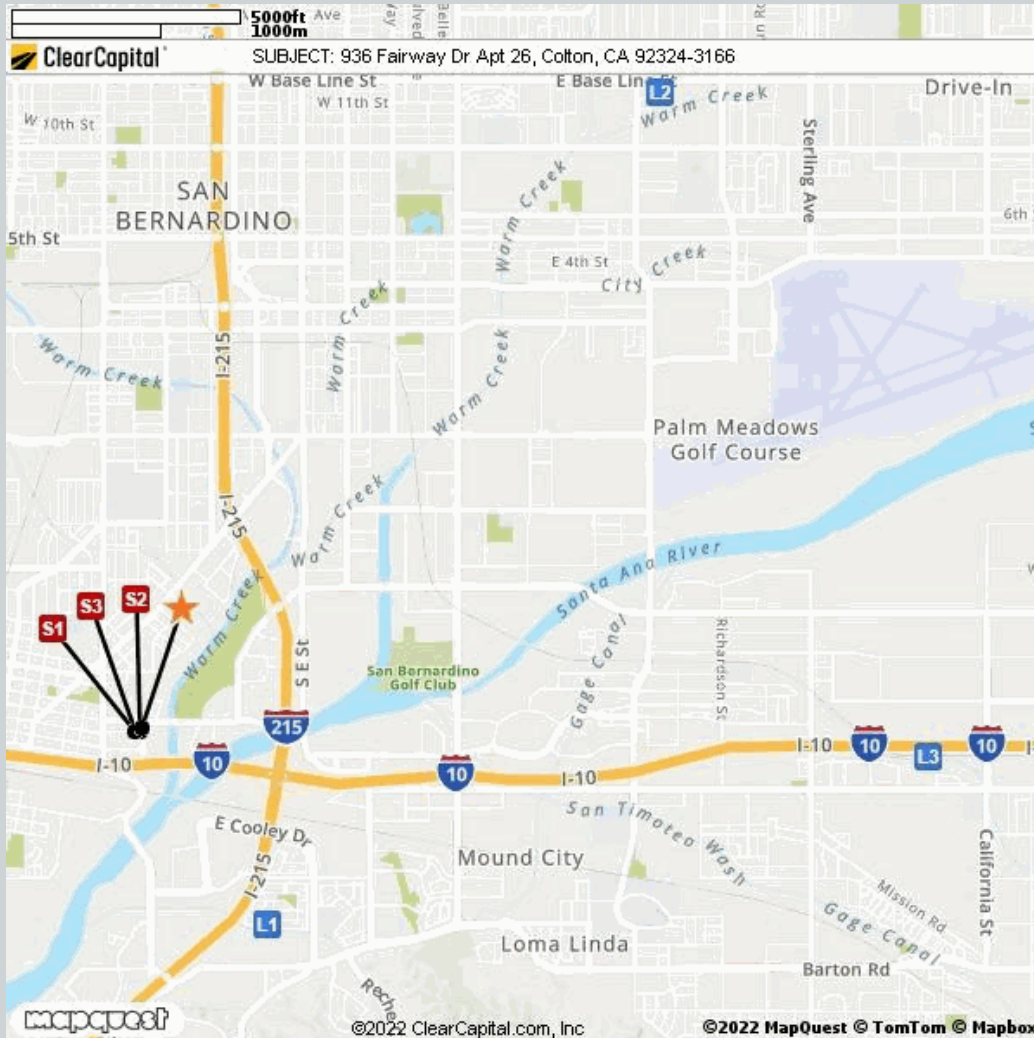 5000ft
Ave
1000m
ClearCapital
SUBJECT: 936 Fairway Dr Apt 26, Colton, CA 92324-3166
W Base Line St
E Base Line St
L2
Warm Creek
Drive-In
W 11th St
W 10th St
Sterling Ave
SAN
BERNARDINO
Warm Creek
6th
5th St
E 4th St
City Creek
Warm Creek
I-215
Warm Creek
Warm Creek
Palm Meadows
Golf Course
I-215
Warm Creek
Santa Ana River
S1
S3
S2
Warm Creek
S E St
San Bernardino
Golf Club
Gage Canal
Richardson St
215
I-10
10
10
I-10
I-10
10
L3
10
E Cooley Dr
San Timoteo Wash
Mound City
I-215
Mission Rd
California St
L1
Gage Canal
Loma Linda
Barton Rd
mapquest
©2022 ClearCapital.com, Inc
©2022 MapQuest © TomTom © Mapbox